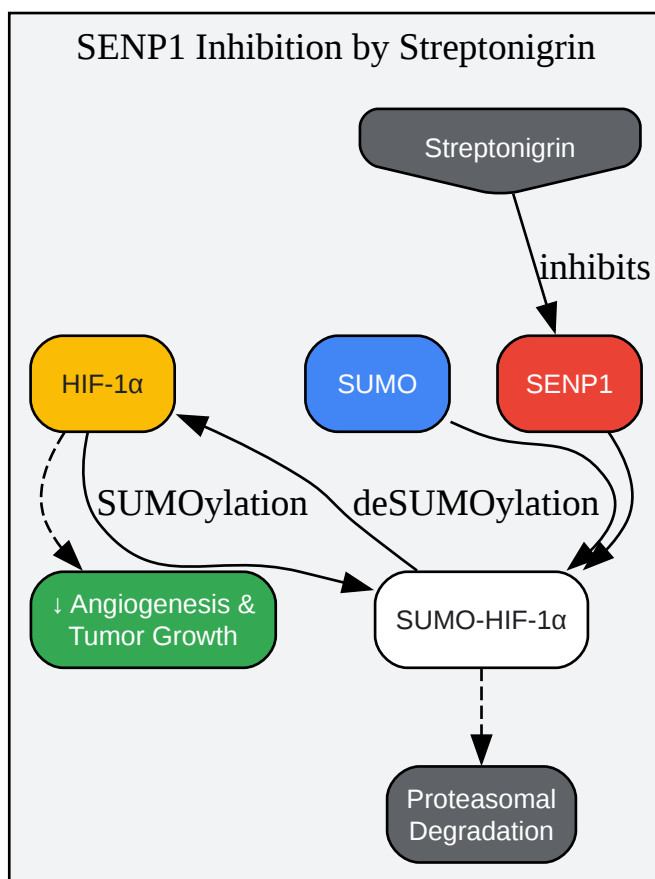 SENP1 Inhibition by Streptonigrin
Streptonigrin
inhibits
HIF-1α
SUMO
SENP1
SUMOylation
deSUMOylation
↓ Angiogenesis &
Tumor Growth
SUMO-HIF-1α
Proteasomal
Degradation